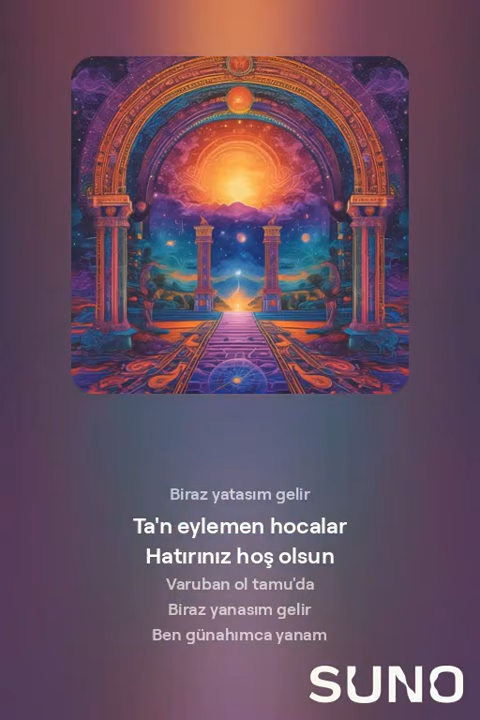 Biraz yatasım gelir
Ta'n eylemen hocalar
Hatırınız hoş olsun
Varuban ol tamu'da
Biraz yanasım gelir
Ben günahımca yanam
SUNO